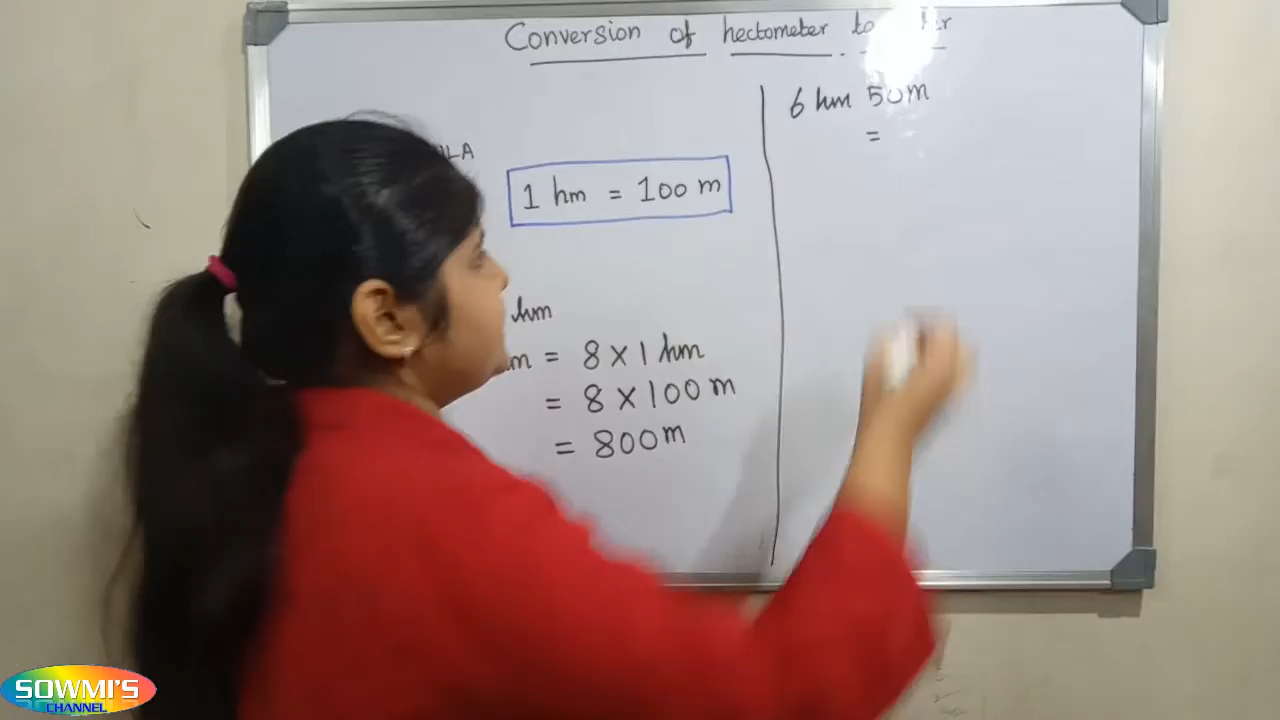 Conversion of hectometer to
1 hm = 100 m
hm
= 8 X 1 hm
= 8 X 100 m
= 800 m
6 hm 50 m
=
SOWMI'S
CHANNEL